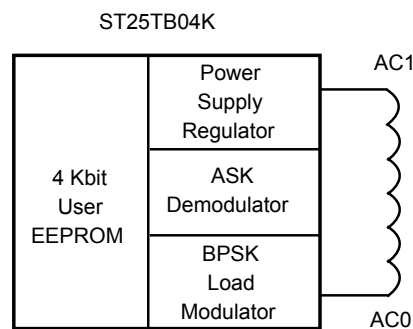 ST25TB04K
Power
Supply
Regulator
AC1
4 Kbit
User
EEPROM
ASK
Demodulator
BPSK
Load
Modulator
AC0